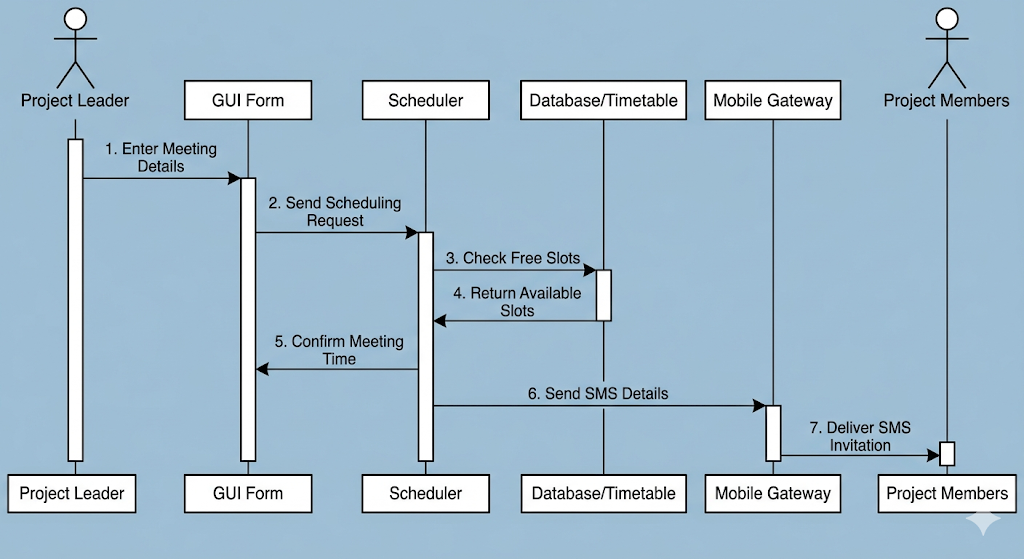 Project Leader
GUI Form
Scheduler
Database/Timetable
Mobile Gateway
Project Members
1. Enter Meeting
Details
2. Send Scheduling
Request
3. Check Free Slots
4. Return Available
Slots
5. Confirm Meeting
Time
6. Send SMS Details
7. Deliver SMS
Invitation
Project Leader
GUI Form
Scheduler
Database/Timetable
Mobile Gateway
Project Members